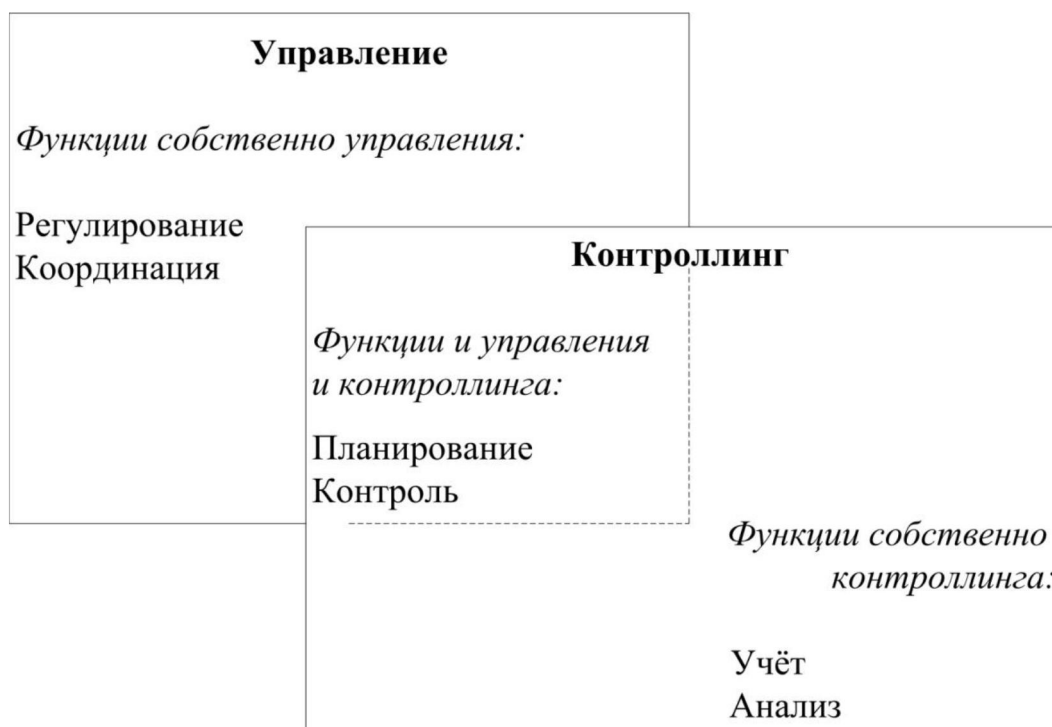 Управление
Функции собственно управления:
Регулирование
Координация
Контроллинг
Функции и управления
и контроллинга:
Планирование
Контроль
Функции собственно
контроллинга:
Учёт
Анализ